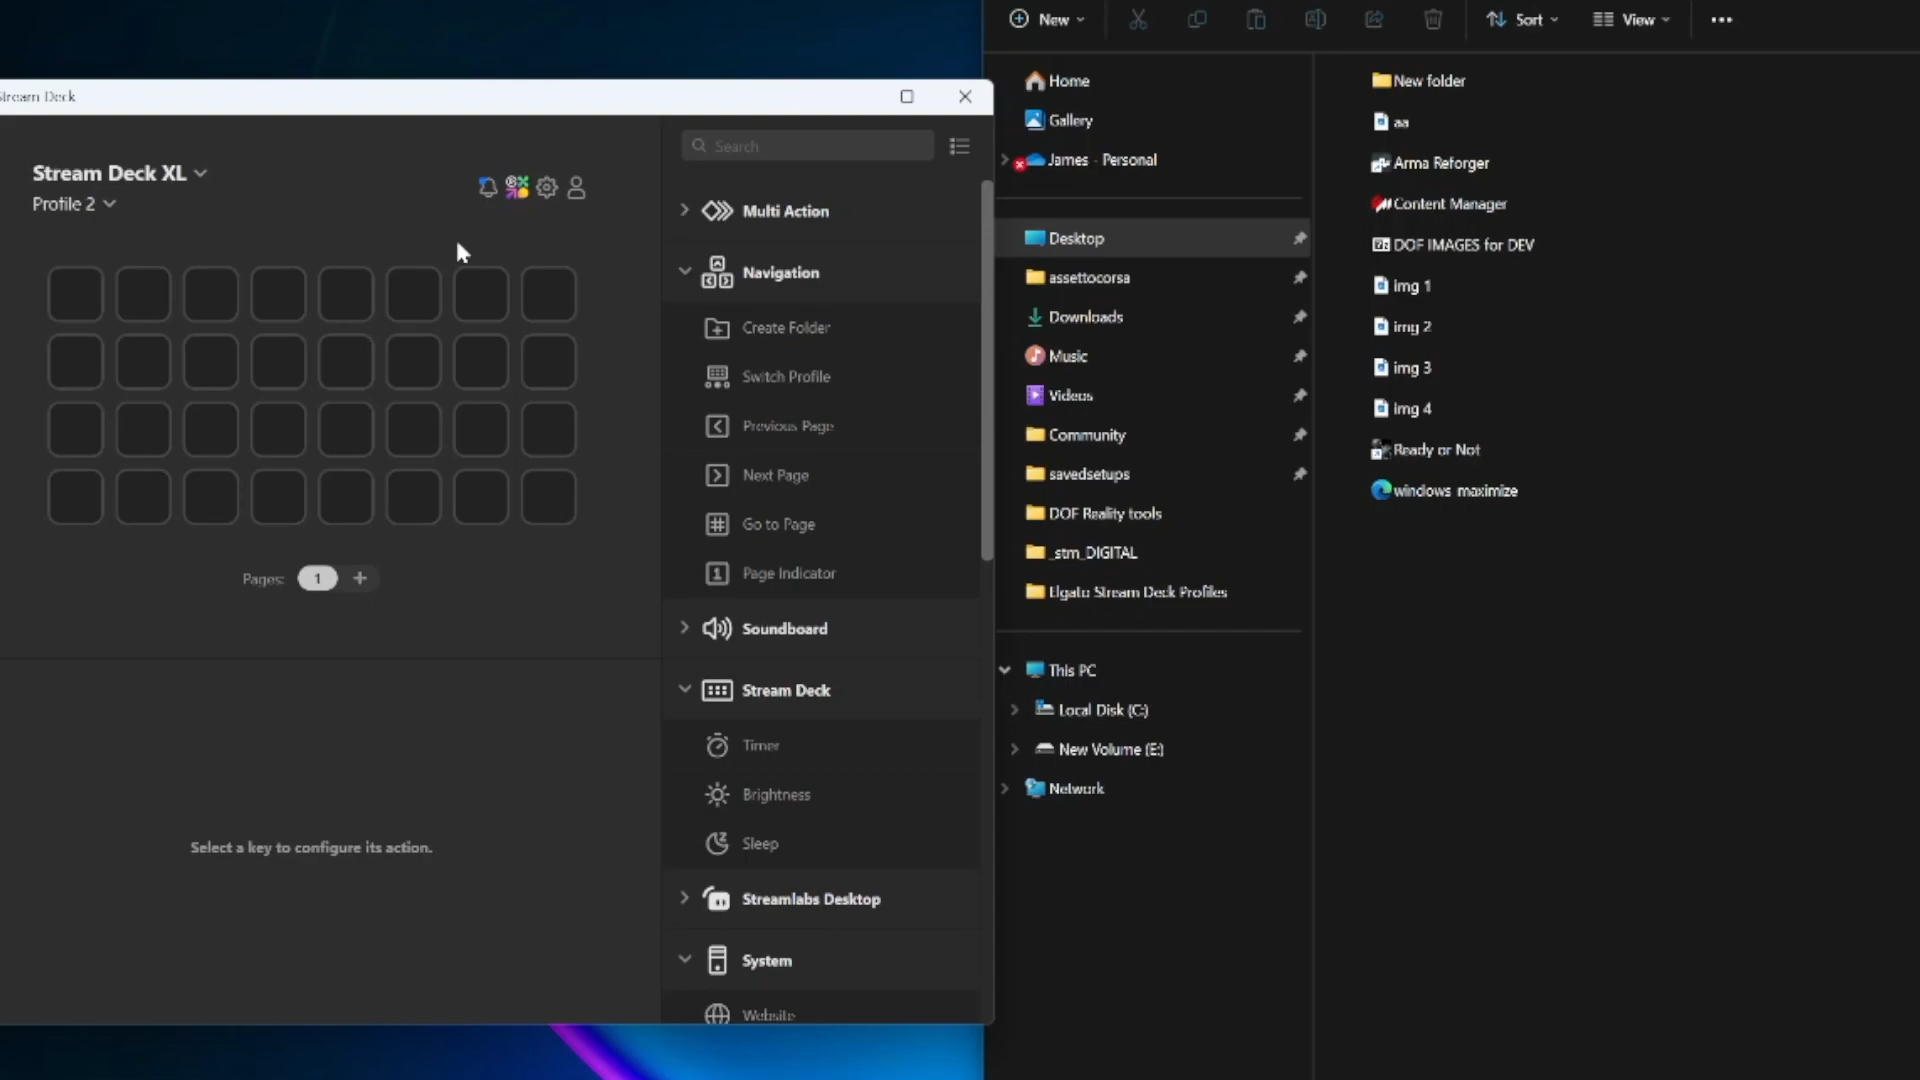 Stream Deck
Stream Deck XL
Profile 2
Pages:
1
Select a key to configure its action.
Search
Multi Action
Navigation
Create Folder
Switch Profile
Previous Page
Next Page
Go to Page
Page Indicator
Soundboard
Stream Deck
Timer
Brightness
Sleep
Streamlabs Desktop
System
Website
New
Sort
View
Home
Gallery
James - Personal
Desktop
assettocorsa
Downloads
Music
Videos
Community
savedsetups
DOF Reality tools
_stm_DIGITAL
Elgato Stream Deck Profiles
This PC
Local Disk (C:)
New Volume (E:)
Network
New folder
aa
Arma Reforger
Content Manager
DOF IMAGES for DEV
img 1
img 2
img 3
img 4
Ready or Not
windows maximize